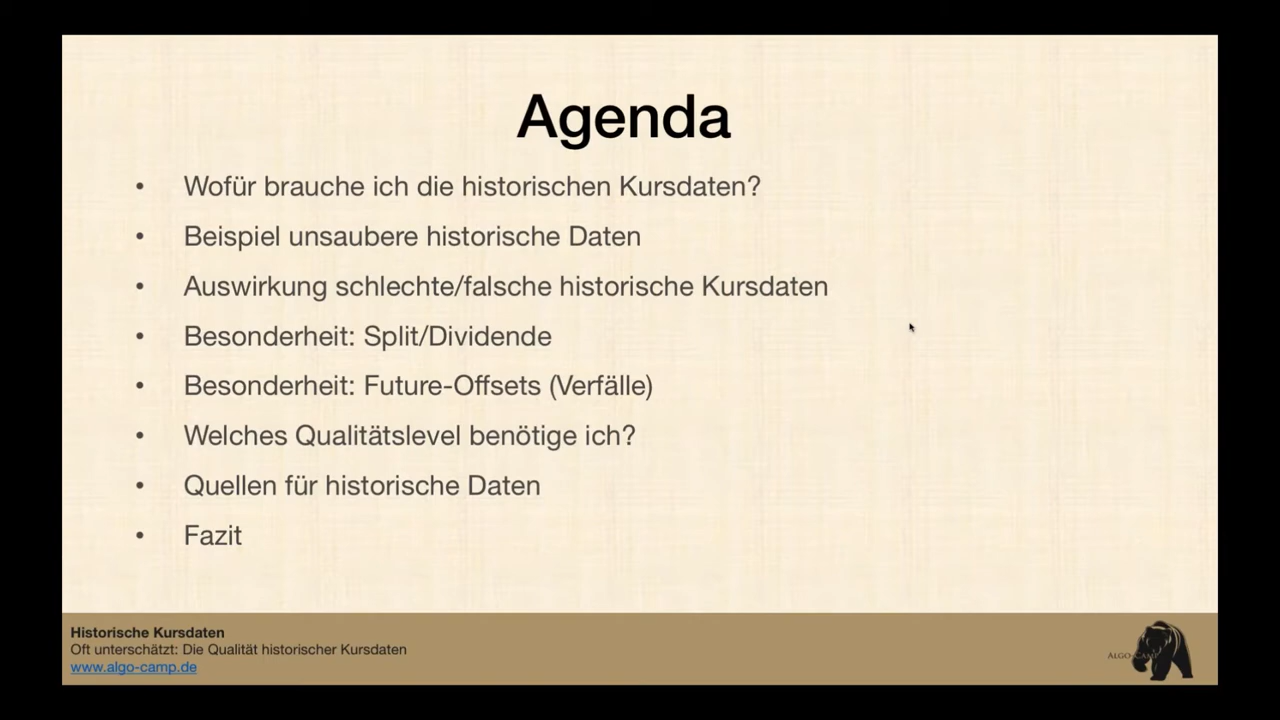 Agenda
• Wofür brauche ich die historischen Kursdaten?
• Beispiel unsaubere historische Daten
• Auswirkung schlechte/falsche historische Kursdaten
• Besonderheit: Split/Dividende
• Besonderheit: Future-Offsets (Verfälle)
• Welches Qualitätslevel benötige ich?
• Quellen für historische Daten
• Fazit
Historische Kursdaten
Oft unterschätzt: Die Qualität historischer Kursdaten
www.algo-camp.de
ALGO-CAMP